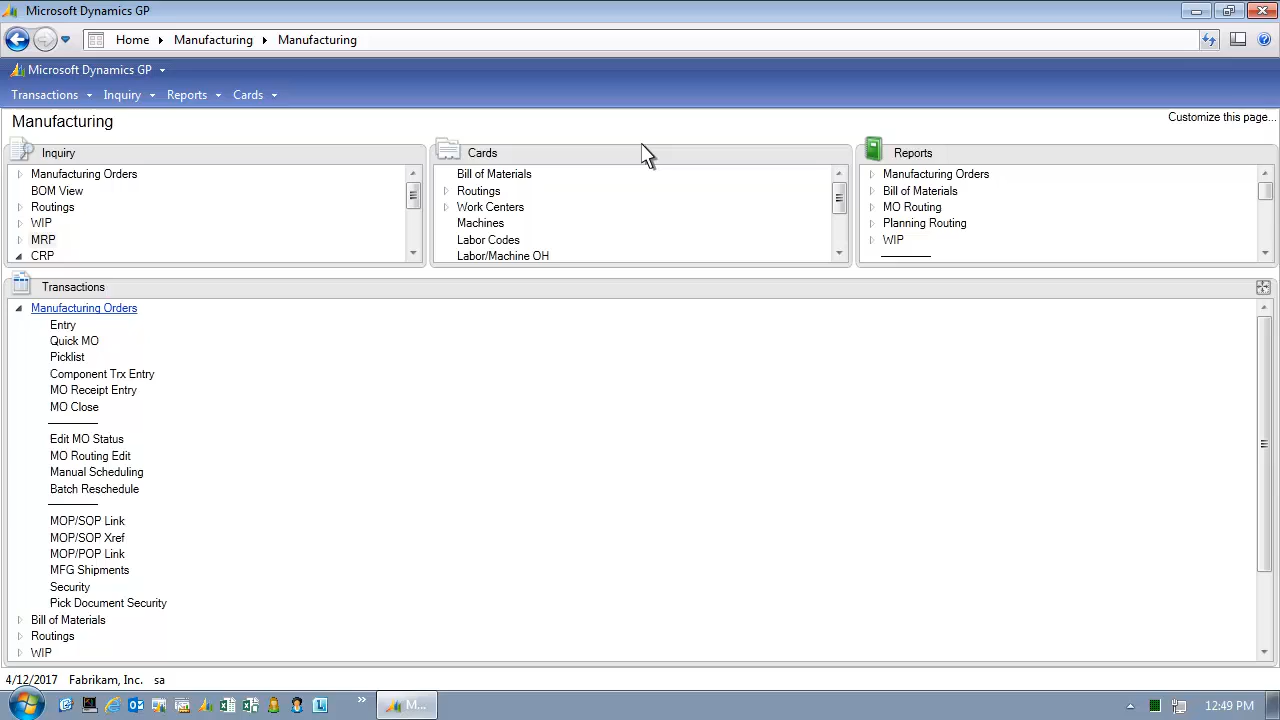 Microsoft Dynamics GP
Home Manufacturing Manufacturing
Microsoft Dynamics GP
Transactions Inquiry Reports Cards
Manufacturing
Customize this page...
Inquiry
Manufacturing Orders
BOM View
Routings
WIP
MRP
CRP
Cards
Bill of Materials
Routings
Work Centers
Machines
Labor Codes
Labor/Machine OH
Reports
Manufacturing Orders
Bill of Materials
MO Routing
Planning Routing
WIP
Transactions
Manufacturing Orders
Entry
Quick MO
Picklist
Component Trx Entry
MO Receipt Entry
MO Close
Edit MO Status
MO Routing Edit
Manual Scheduling
Batch Reschedule
MOP/SOP Link
MOP/SOP Xref
MOP/POP Link
MFG Shipments
Security
Pick Document Security
Bill of Materials
Routings
WIP
4/12/2017 Fabrikam, Inc. sa
M...
12:49 PM